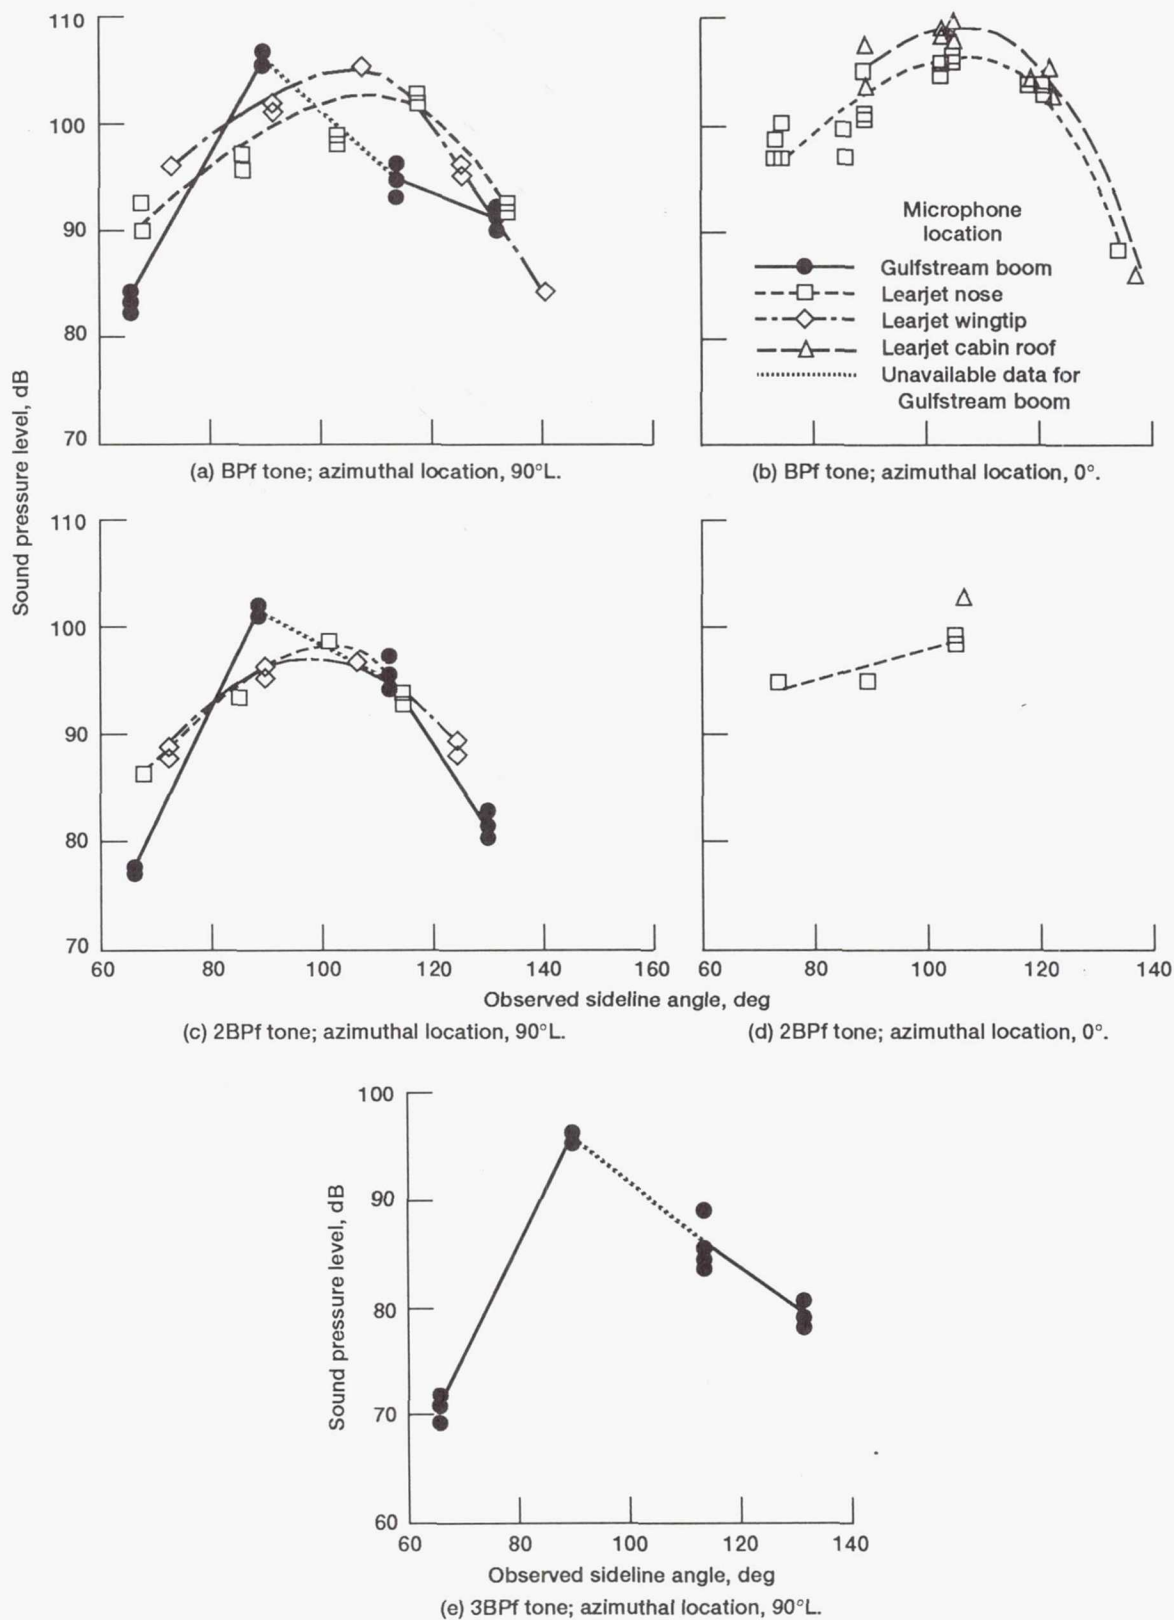 110
100
90
80
70
Sound pressure level, dB
(a) BPf tone; azimuthal location, 90°L.
Microphone
location
Gulfstream boom
Learjet nose
Learjet wingtip
Learjet cabin roof
Unavailable data for
Gulfstream boom
(b) BPf tone; azimuthal location, 0°.
110
100
90
80
70
60 80 100 120 140 160
60 80 100 120 140
Observed sideline angle, deg
(c) 2BPf tone; azimuthal location, 90°L.
(d) 2BPf tone; azimuthal location, 0°.
100
90
80
70
60
Sound pressure level, dB
60 80 100 120 140
Observed sideline angle, deg
(e) 3BPf tone; azimuthal location, 90°L.